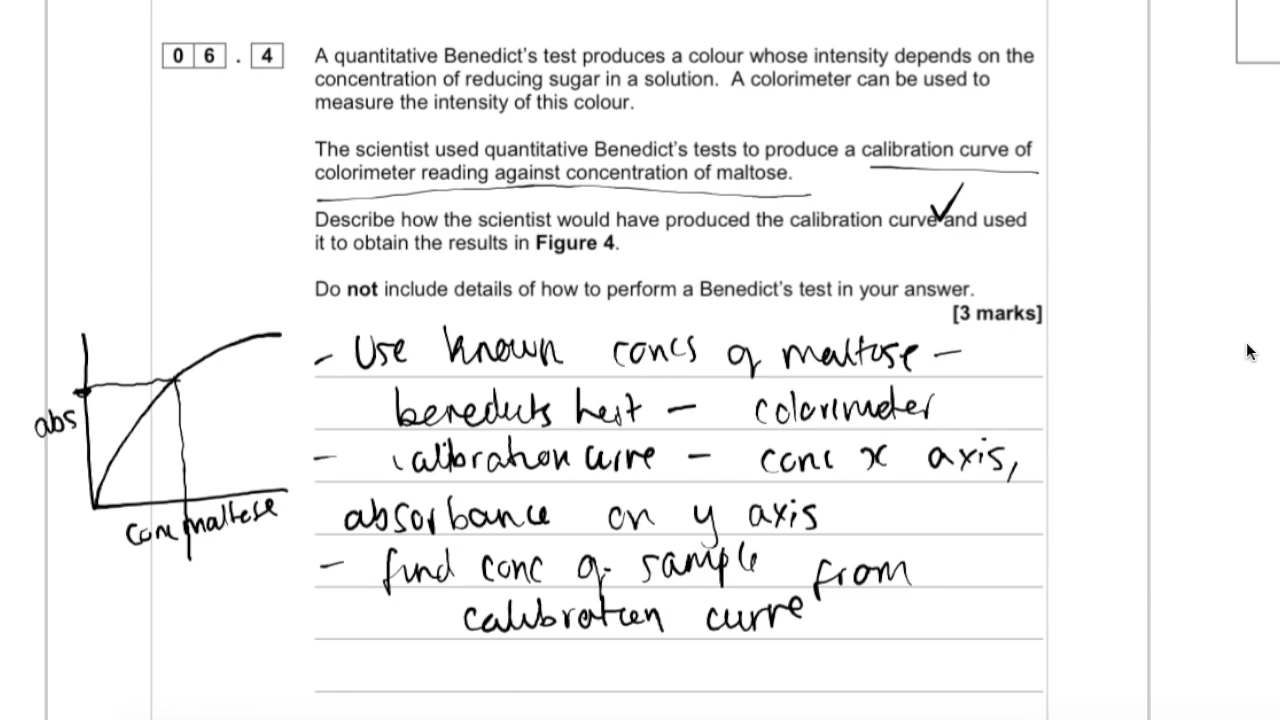 06.4 A quantitative Benedict's test produces a colour whose intensity depends on the
concentration of reducing sugar in a solution. A colorimeter can be used to
measure the intensity of this colour.
The scientist used quantitative Benedict's tests to produce a calibration curve of
colorimeter reading against concentration of maltose.
Describe how the scientist would have produced the calibration curve and used
it to obtain the results in Figure 4.
Do not include details of how to perform a Benedict's test in your answer.
[3 marks]
- Use known concs of maltose -
benedicts test - colorimeter
- calibration curve - conc x axis,
absorbance on y axis
- find conc of sample from
calibration curve
abs
conc maltese